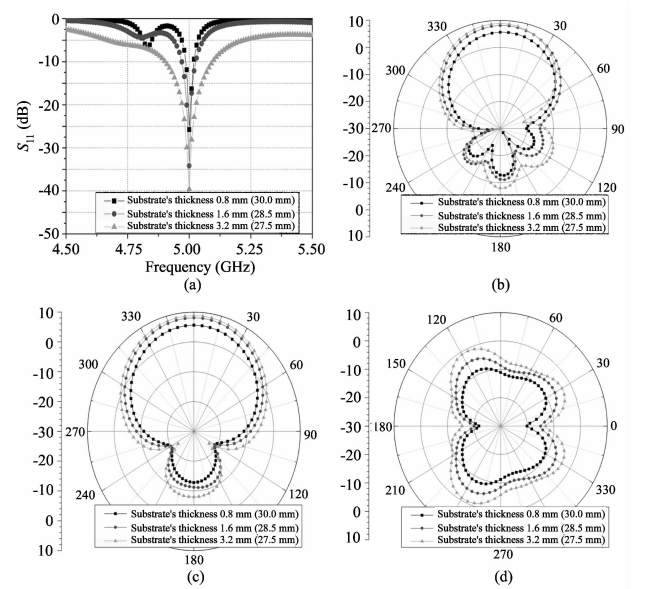 0
-10
-20
-30
-40
-50
S11 (dB)
Substrate's thickness 0.8 mm (30.0 mm)
Substrate's thickness 1.6 mm (28.5 mm)
Substrate's thickness 3.2 mm (27.5 mm)
4.50 4.75 5.00 5.25 5.50
Frequency (GHz)
(a)
10
0
-10
-20
-30
-20
-10
0
10
330 30
300 60
270 90
240 120
Substrate's thickness 0.8 mm (30.0 mm)
Substrate's thickness 1.6 mm (28.5 mm)
Substrate's thickness 3.2 mm (27.5 mm)
180
(b)
10
0
-10
-20
-30
-20
-10
0
10
330 30
300 60
270 90
240 120
Substrate's thickness 0.8 mm (30.0 mm)
Substrate's thickness 1.6 mm (28.5 mm)
Substrate's thickness 3.2 mm (27.5 mm)
180
(c)
10
0
-10
-20
-30
-20
-10
0
10
120 60
150 30
180 0
210 330
Substrate's thickness 0.8 mm (30.0 mm)
Substrate's thickness 1.6 mm (28.5 mm)
Substrate's thickness 3.2 mm (27.5 mm)
270
(d)